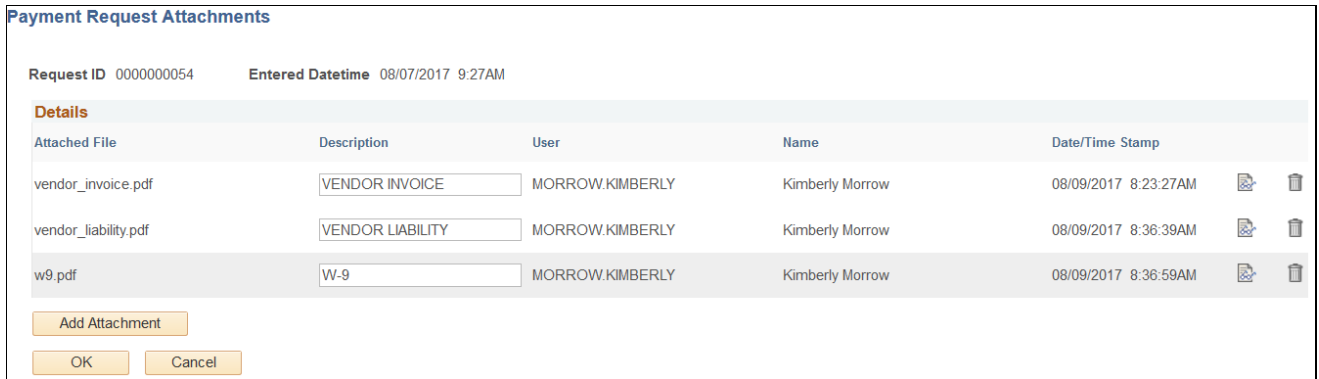 Payment Request Attachments
Request ID 0000000054 Entered Datetime 08/07/2017 9:27AM
Details
Attached File Description User Name Date/Time Stamp
vendor_invoice.pdf VENDOR INVOICE MORROW.KIMBERLY Kimberly Morrow 08/09/2017 8:23:27AM
vendor_liability.pdf VENDOR LIABILITY MORROW.KIMBERLY Kimberly Morrow 08/09/2017 8:36:39AM
w9.pdf W-9 MORROW.KIMBERLY Kimberly Morrow 08/09/2017 8:36:59AM
Add Attachment
OK Cancel